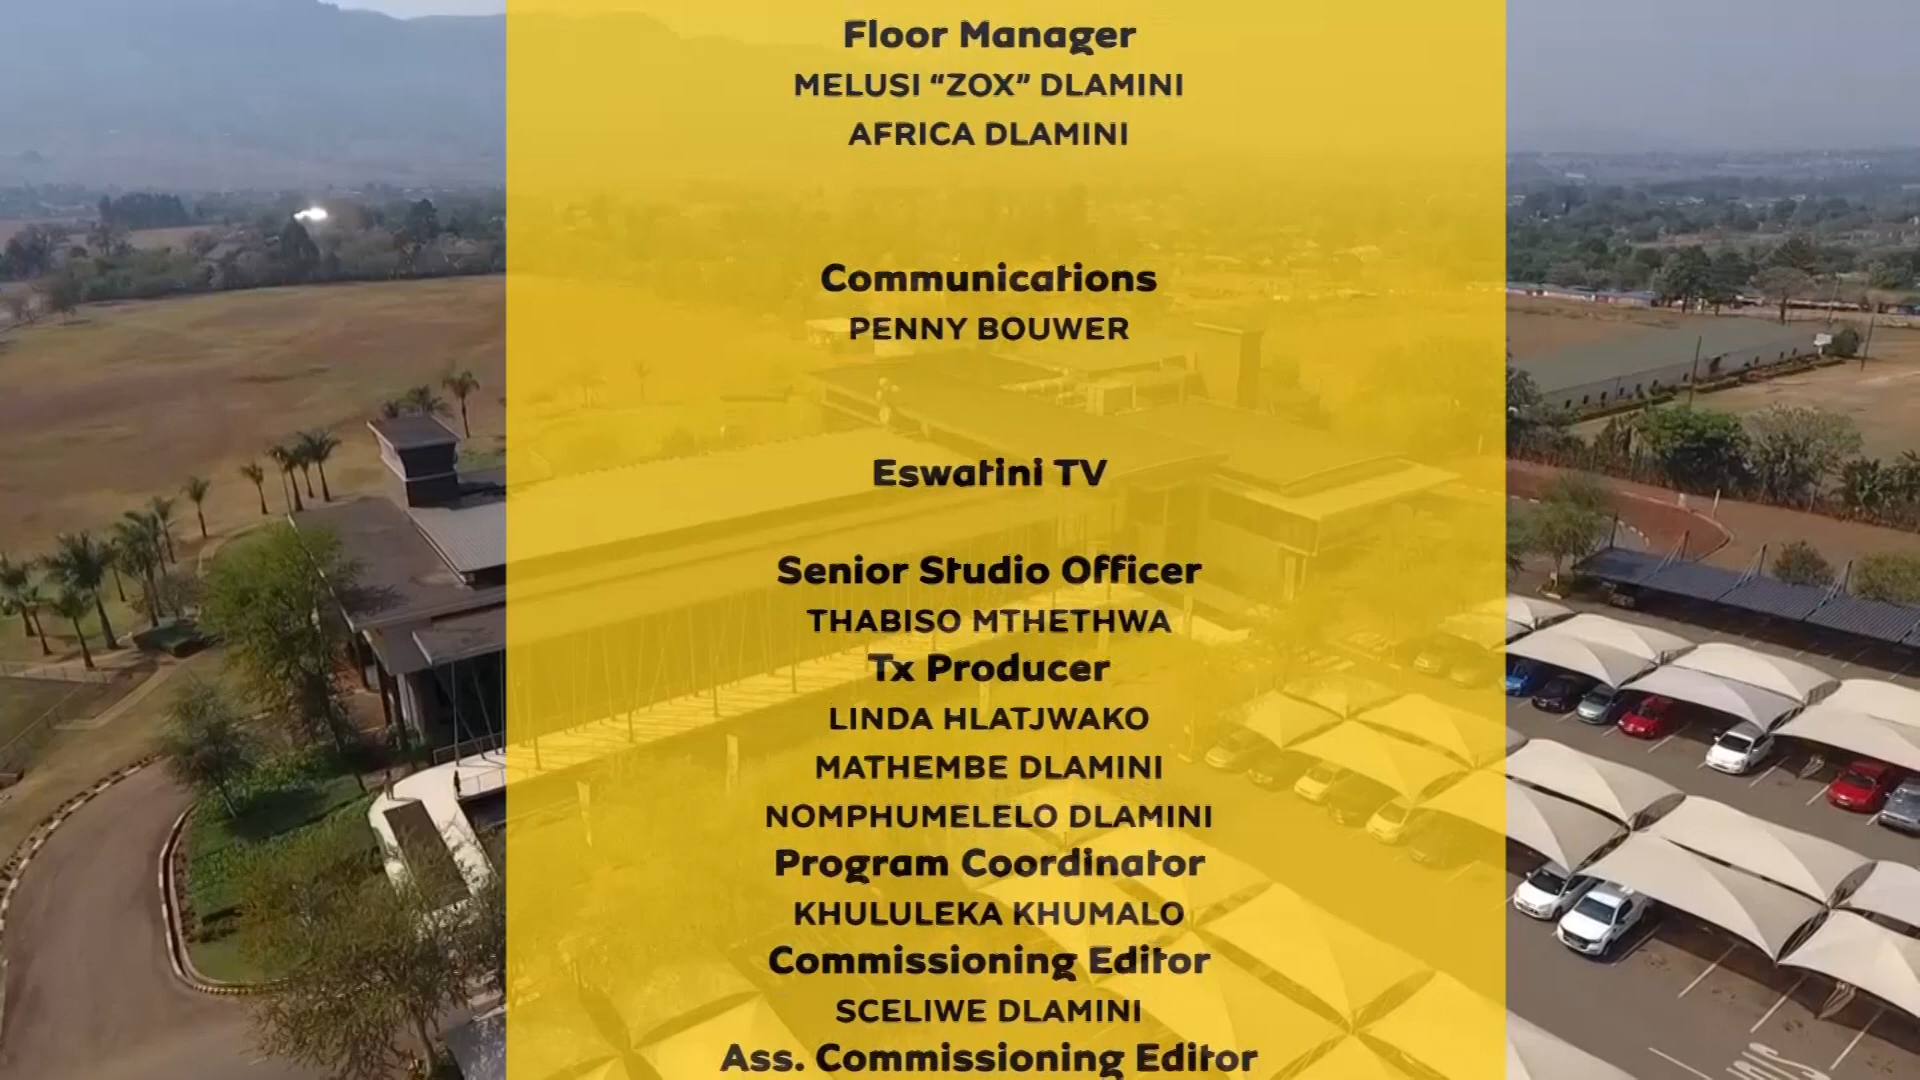 Floor Manager
MELUSI “ZOX” DLAMINI
AFRICA DLAMINI
Communications
PENNY BOUWER
Eswatini TV
Senior Studio Officer
THABISO MTHETHWA
Tx Producer
LINDA HLATJWAKO
MATHEMBE DLAMINI
NOMPHUMELELO DLAMINI
Program Coordinator
KHULULEKA KHUMALO
Commissioning Editor
SCELIWE DLAMINI
Ass. Commissioning Editor